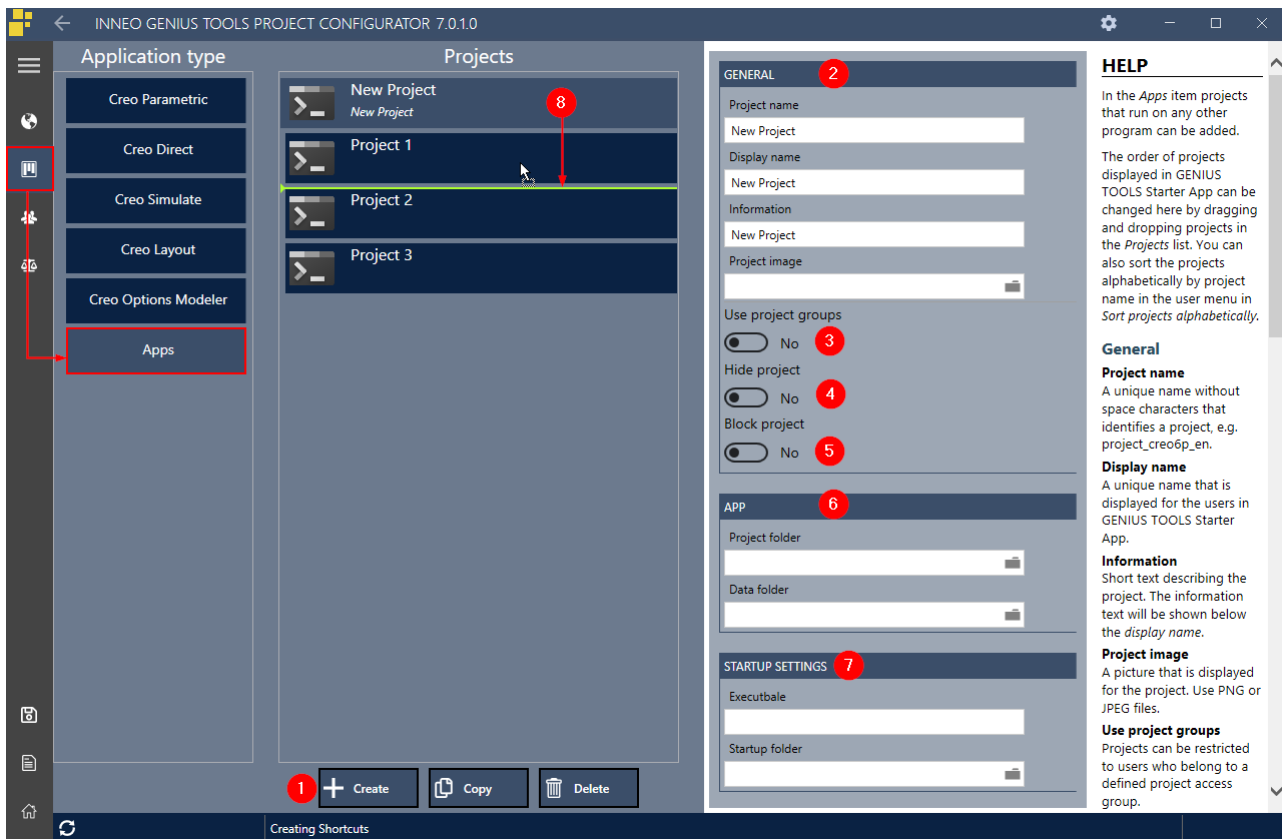 INNEO GENIUS TOOLS PROJECT CONFIGURATOR 7.0.1.0
Application type
Creo Parametric
Creo Direct
Creo Simulate
Creo Layout
Creo Options Modeler
Apps
Projects
New Project
New Project
8
Project 1
Project 2
Project 3
1
Create
Copy
Delete
GENERAL
2
Project name
New Project
Display name
New Project
Information
New Project
Project image
Use project groups
No
3
Hide project
No
4
Block project
No
5
APP
6
Project folder
Data folder
STARTUP SETTINGS
7
Executbale
Startup folder
HELP
In the Apps item projects
that run on any other
program can be added.
The order of projects
displayed in GENIUS
TOOLS Starter App can be
changed here by dragging
and dropping projects in
the Projects list. You can
also sort the projects
alphabetically by project
name in the user menu in
Sort projects alphabetically.
General
Project name
A unique name without
space characters that
identifies a project, e.g.
project_creo6p_en.
Display name
A unique name that is
displayed for the users in
GENIUS TOOLS Starter
App.
Information
Short text describing the
project. The information
text will be shown below
the display name.
Project image
A picture that is displayed
for the project. Use PNG or
JPEG files.
Use project groups
Projects can be restricted
to users who belong to a
defined project access
group.
Creating Shortcuts